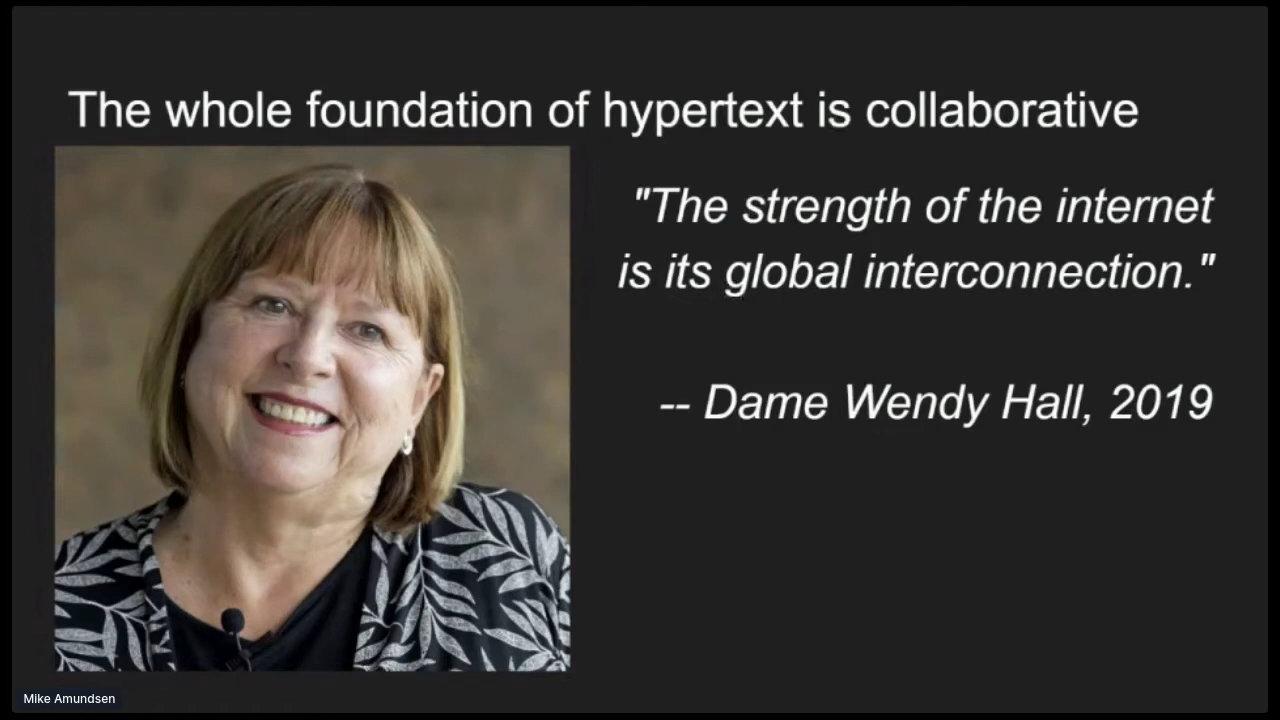 The whole foundation of hypertext is collaborative
"The strength of the internet
is its global interconnection."
-- Dame Wendy Hall, 2019
Mike Amundsen